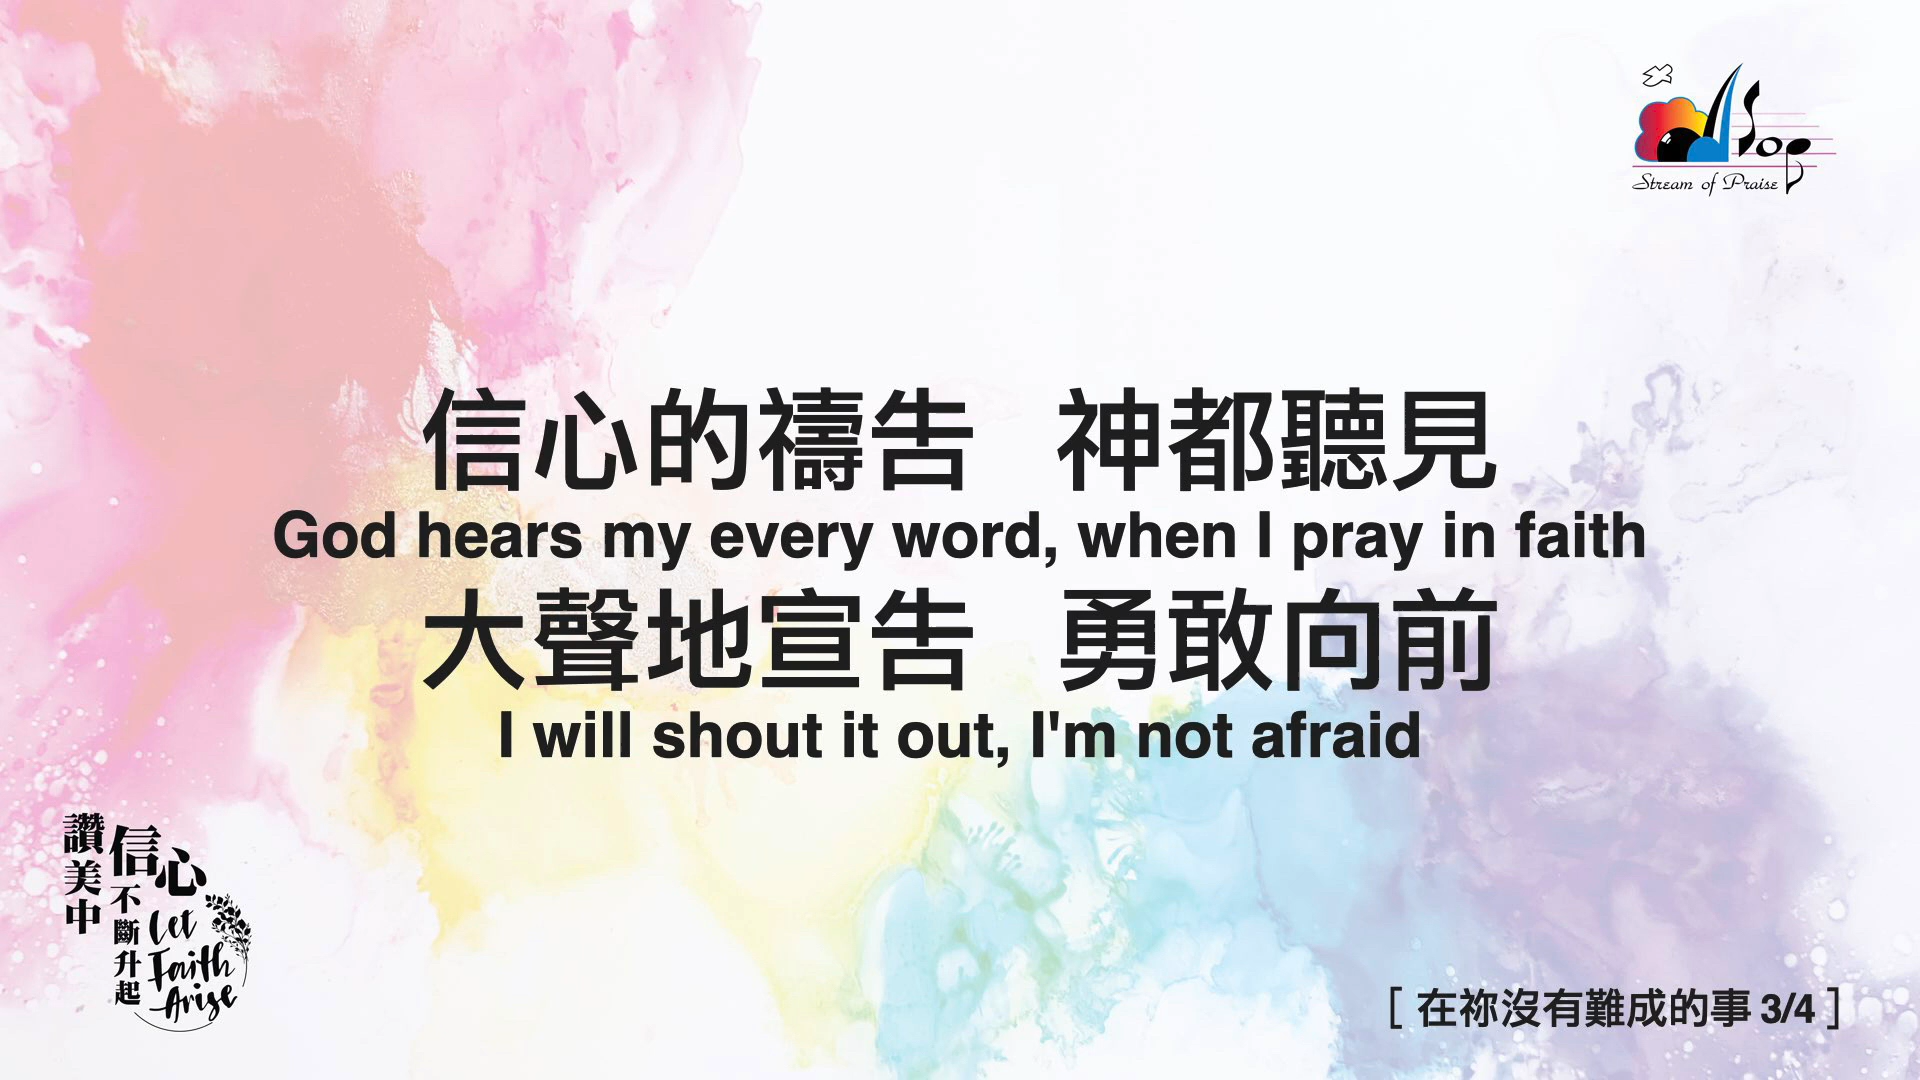 SOP
Stream of Praise
信心的禱告 神都聽見
God hears my every word, when I pray in faith
大聲地宣告 勇敢向前
I will shout it out, I'm not afraid
讚美中
信心
不斷升起
Let
Faith
Arise
[ 在祢沒有難成的事 3/4 ]